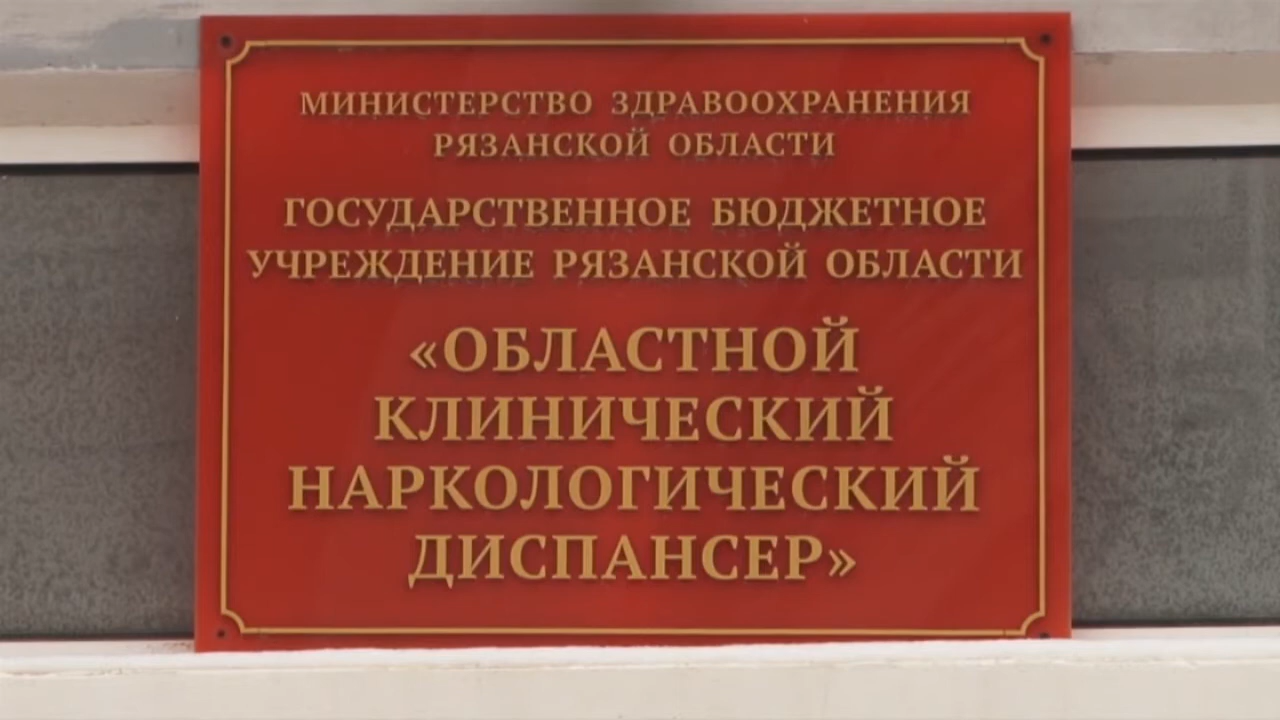 МИНИСТЕРСТВО ЗДРАВООХРАНЕНИЯ
РЯЗАНСКОЙ ОБЛАСТИ
ГОСУДАРСТВЕННОЕ БЮДЖЕТНОЕ
УЧРЕЖДЕНИЕ РЯЗАНСКОЙ ОБЛАСТИ
«ОБЛАСТНОЙ
КЛИНИЧЕСКИЙ
НАРКОЛОГИЧЕСКИЙ
ДИСПАНСЕР»